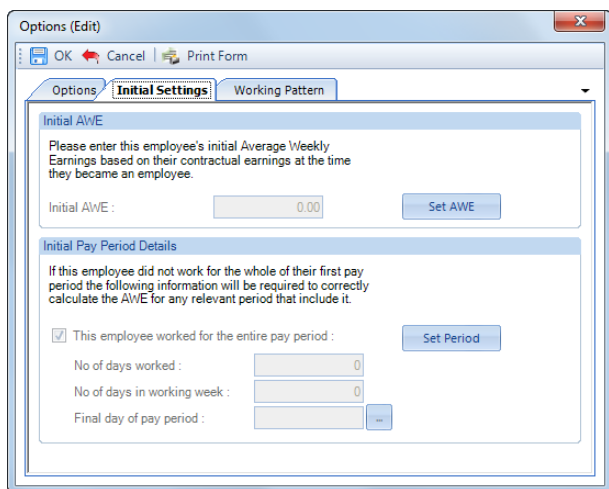 Options (Edit)
OK Cancel Print Form
Options Initial Settings Working Pattern
Initial AWE
Please enter this employee's initial Average Weekly
Earnings based on their contractual earnings at the time
they became an employee.
Initial AWE : 0.00 Set AWE
Initial Pay Period Details
If this employee did not work for the whole of their first pay
period the following information will be required to correctly
calculate the AWE for any relevant period that include it.
This employee worked for the entire pay period : Set Period
No of days worked : 0
No of days in working week : 0
Final day of pay period : ...